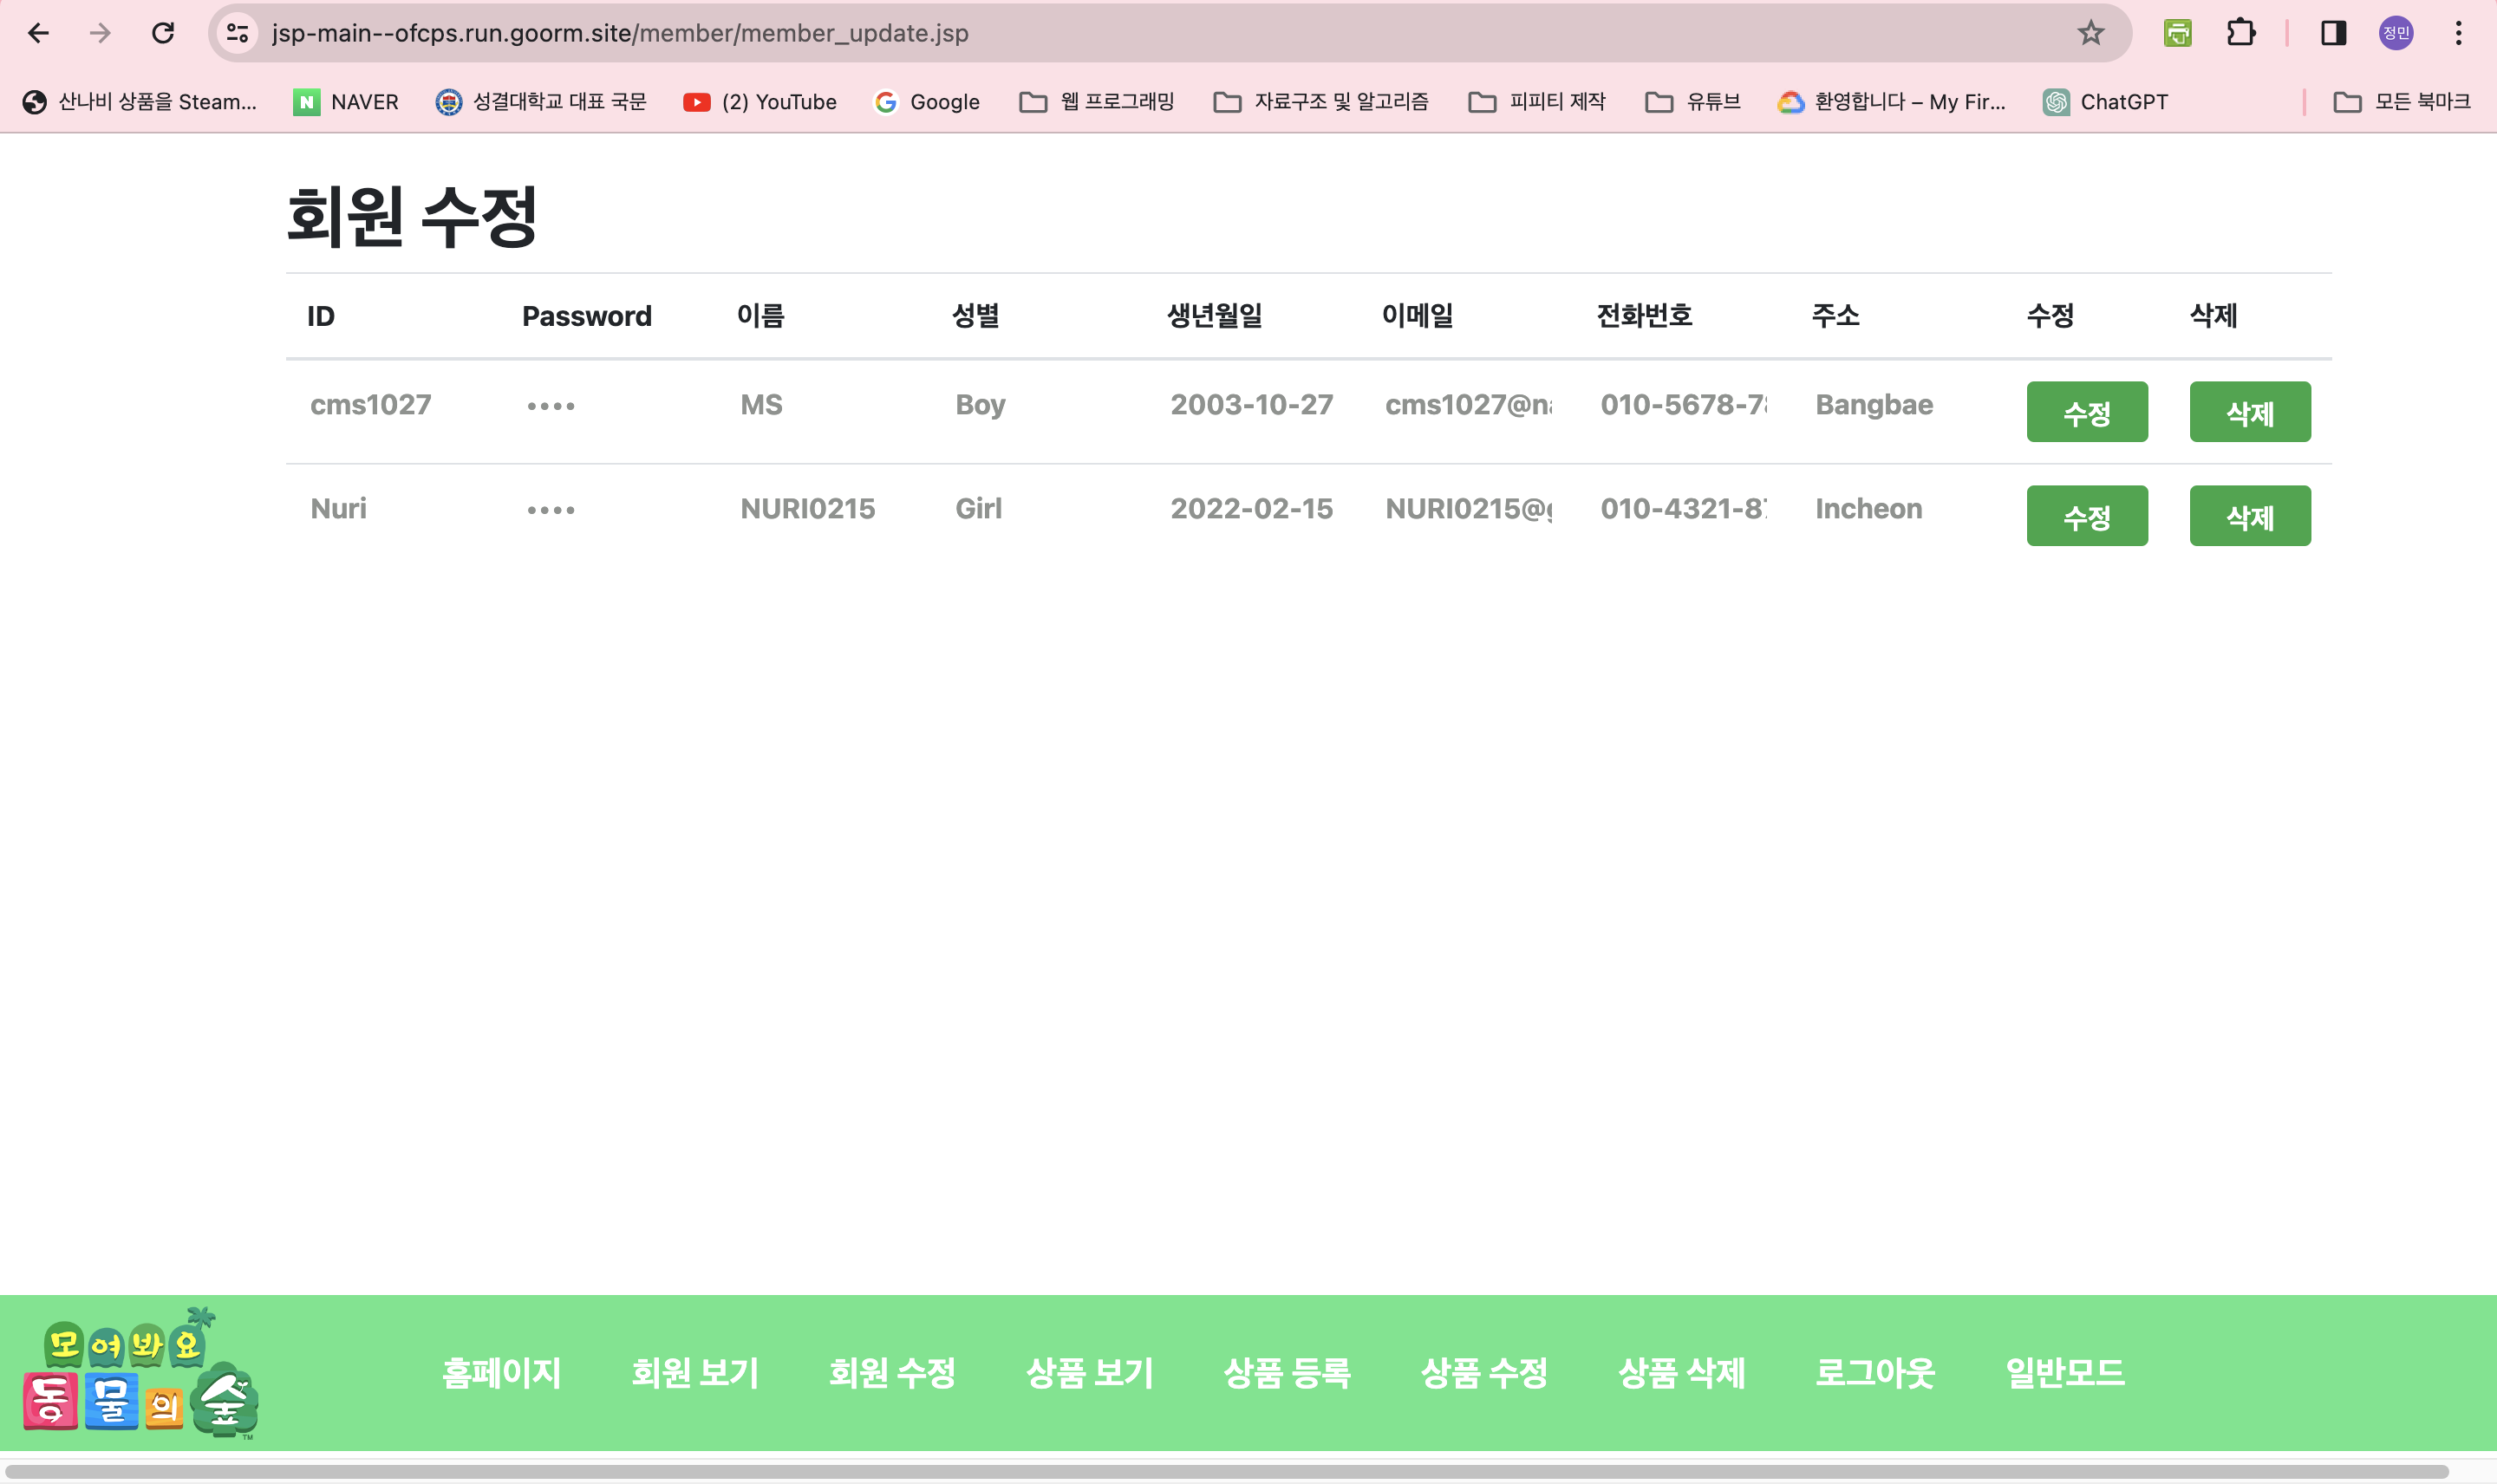 jsp-main--ofcps.run.goorm.site/member/member_update.jsp
정민
산나비 상품을 Steam... NAVER 성결대학교 대표 국문 (2) YouTube Google 웹 프로그래밍 자료구조 및 알고리즘 피피티 제작 유튜브 환영합니다 – My Fir... ChatGPT 모든 북마크
회원 수정
ID Password 이름 성별 생년월일 이메일 전화번호 주소 수정 삭제
cms1027 •••• MS Boy 2003-10-27 cms1027@na 010-5678-78 Bangbae 수정 삭제
Nuri •••• NURI0215 Girl 2022-02-15 NURI0215@g 010-4321-87 Incheon 수정 삭제
모여봐요
동물의 숲 TM
홈페이지 회원 보기 회원 수정 상품 보기 상품 등록 상품 수정 상품 삭제 로그아웃 일반모드